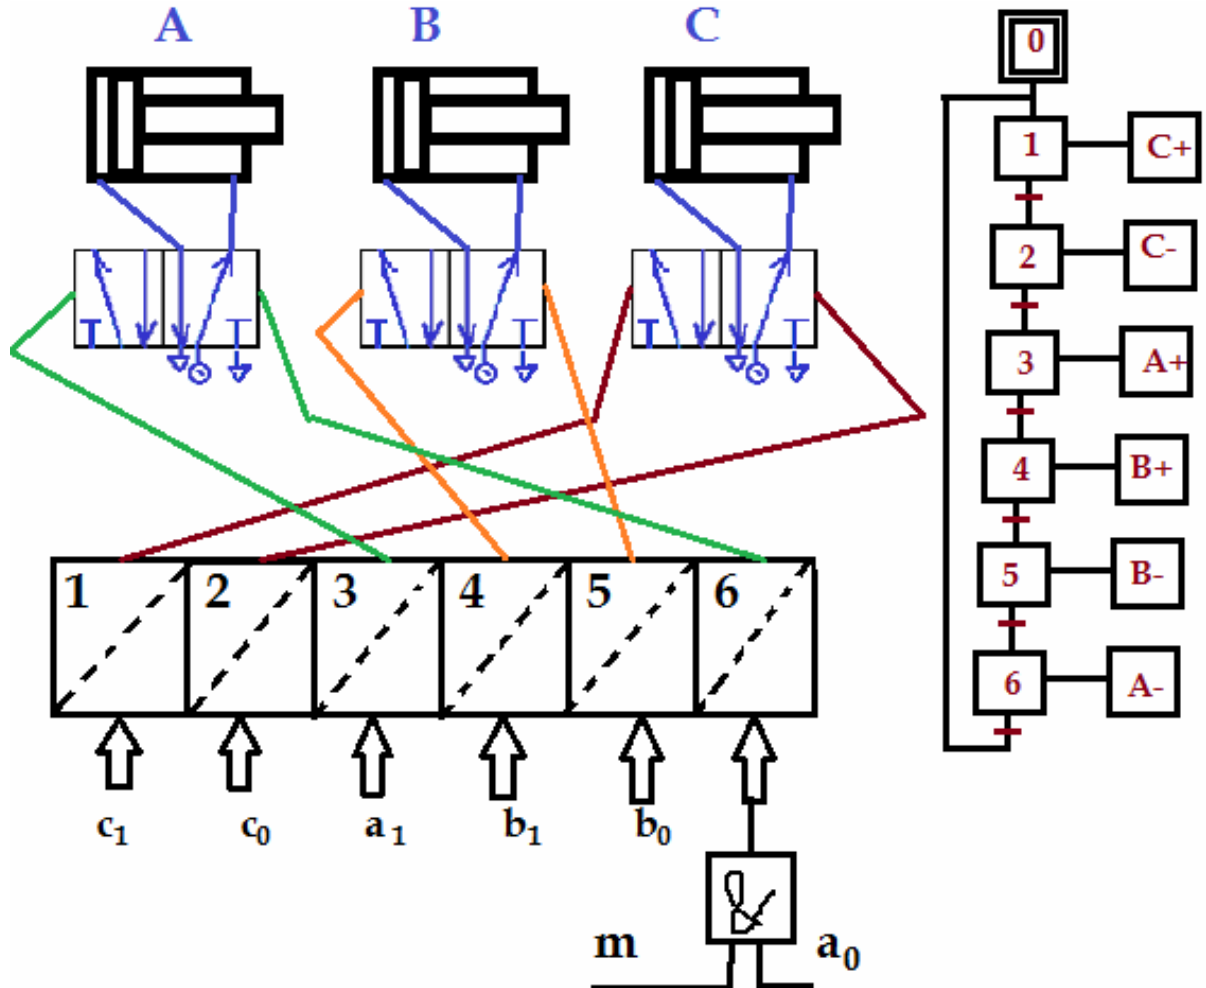 A B C
0
1 C+
2 C-
3 A+
4 B+
5 B-
6 A-
1 2 3 4 5 6
c₁ c₀ a₁ b₁ b₀
&
m a₀